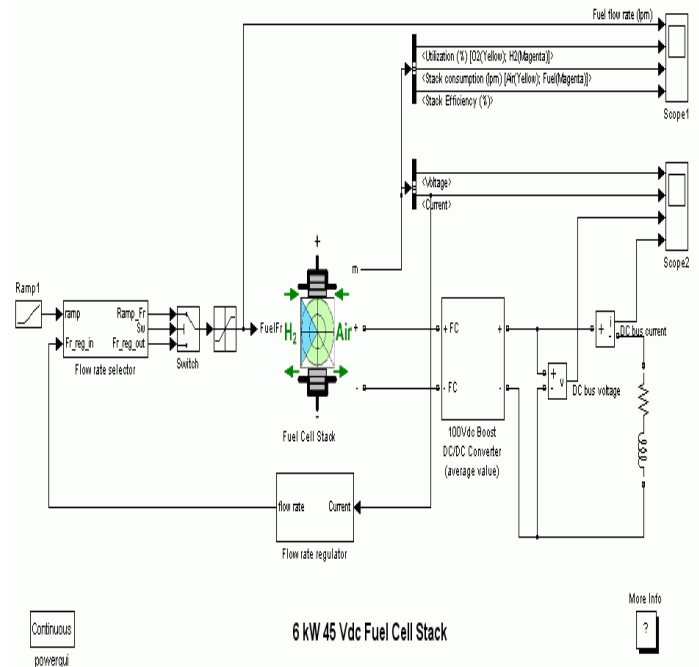 Fuel flow rate (lpm)
<Utilization (%) [O2(Yellow); H2(Magenta)]>
<Stack consumption (lpm) [Air(Yellow); Fuel(Magenta)]>
<Stack Efficiency (%)>
Scope1
<Voltage>
<Current>
Scope2
m
Ramp1
ramp
Ramp_Fr
Sw
Fr_reg_in
Fr_reg_out
Flow rate selector
Switch
FuelFr
+
H2
Air
-
Fuel Cell Stack
+
-
+ FC
+
- FC
-
100Vdc Boost
DC/DC Converter
(average value)
+
i
-
DC bus current
+
v
-
DC bus voltage
flow rate
Current
Flow rate regulator
More Info
?
Continuous
powergui
6 kW 45 Vdc Fuel Cell Stack